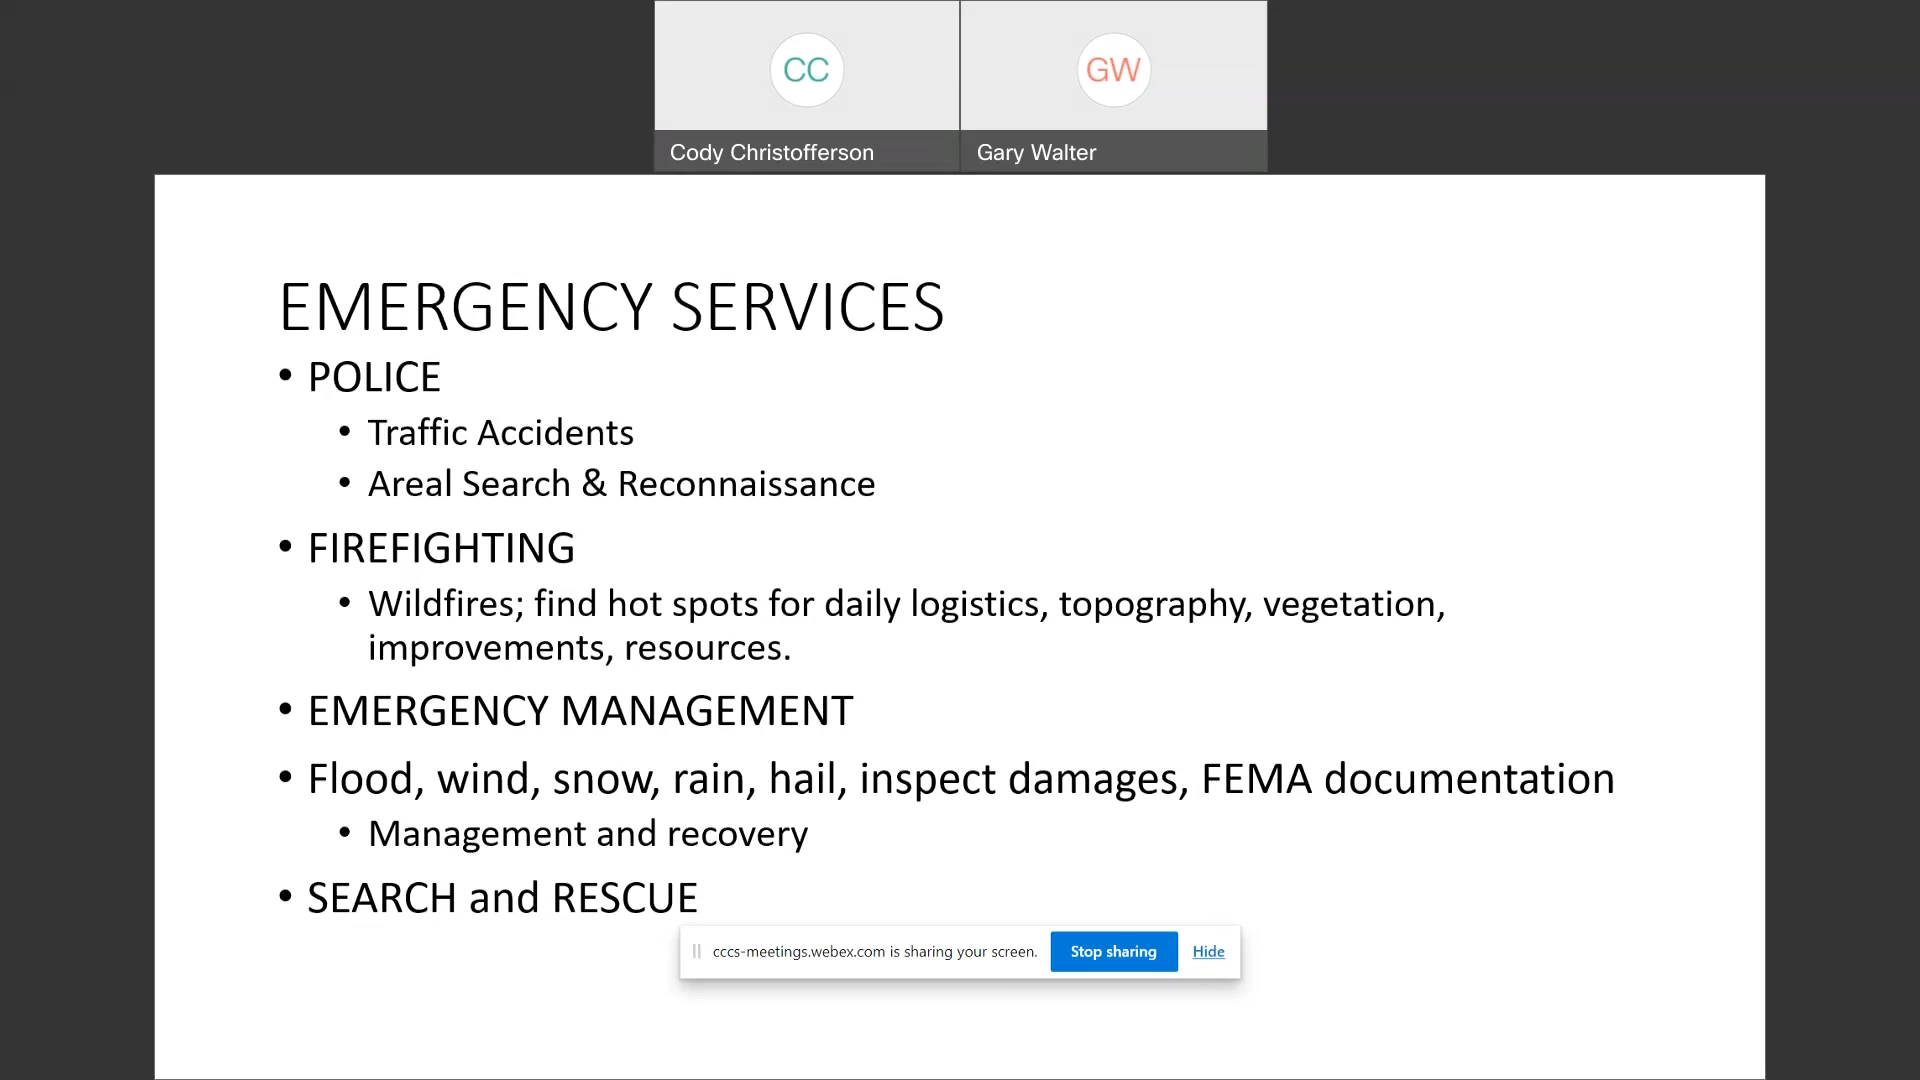 CC
GW
Cody Christofferson
Gary Walter
EMERGENCY SERVICES
• POLICE
• Traffic Accidents
• Areal Search & Reconnaissance
• FIREFIGHTING
• Wildfires; find hot spots for daily logistics, topography, vegetation,
improvements, resources.
• EMERGENCY MANAGEMENT
• Flood, wind, snow, rain, hail, inspect damages, FEMA documentation
• Management and recovery
• SEARCH and RESCUE
cccs-meetings.webex.com is sharing your screen.
Stop sharing
Hide